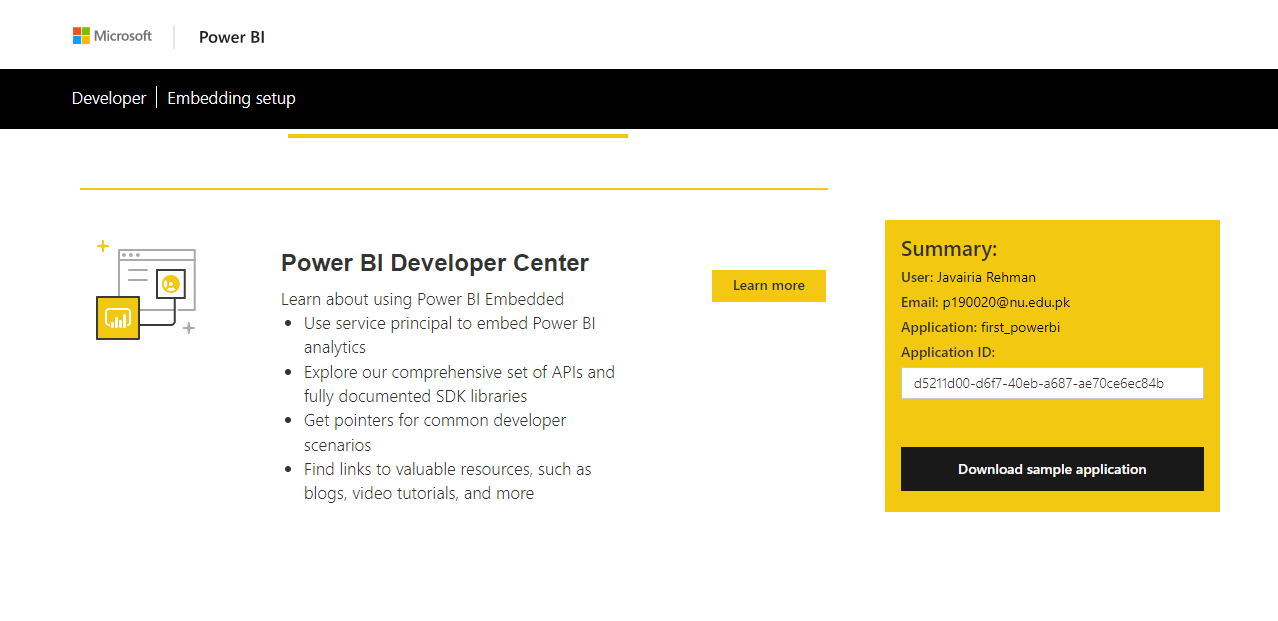 Microsoft Power BI
Developer Embedding setup
Power BI Developer Center
Learn about using Power BI Embedded
• Use service principal to embed Power BI
analytics
• Explore our comprehensive set of APIs and
fully documented SDK libraries
• Get pointers for common developer
scenarios
• Find links to valuable resources, such as
blogs, video tutorials, and more
Learn more
Summary:
User: Javairia Rehman
Email: p190020@nu.edu.pk
Application: first_powerbi
Application ID:
d5211d00-d6f7-40eb-a687-ae70ce6ec84b
Download sample application